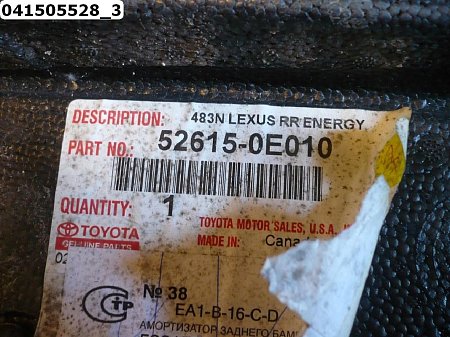 041505528_3
DESCRIPTION: 483N LEXUS RR ENERGY
PART NO.: 52615-0E010
QUANTITY: 1
TOYOTA MOTOR SALES, U.S.A.,
TOYOTA
GENUINE PARTS
MADE IN: Cana
№ 38
EA1-B-16-C-D
АМОРТИЗАТОР ЗАДНЕГО БАМ